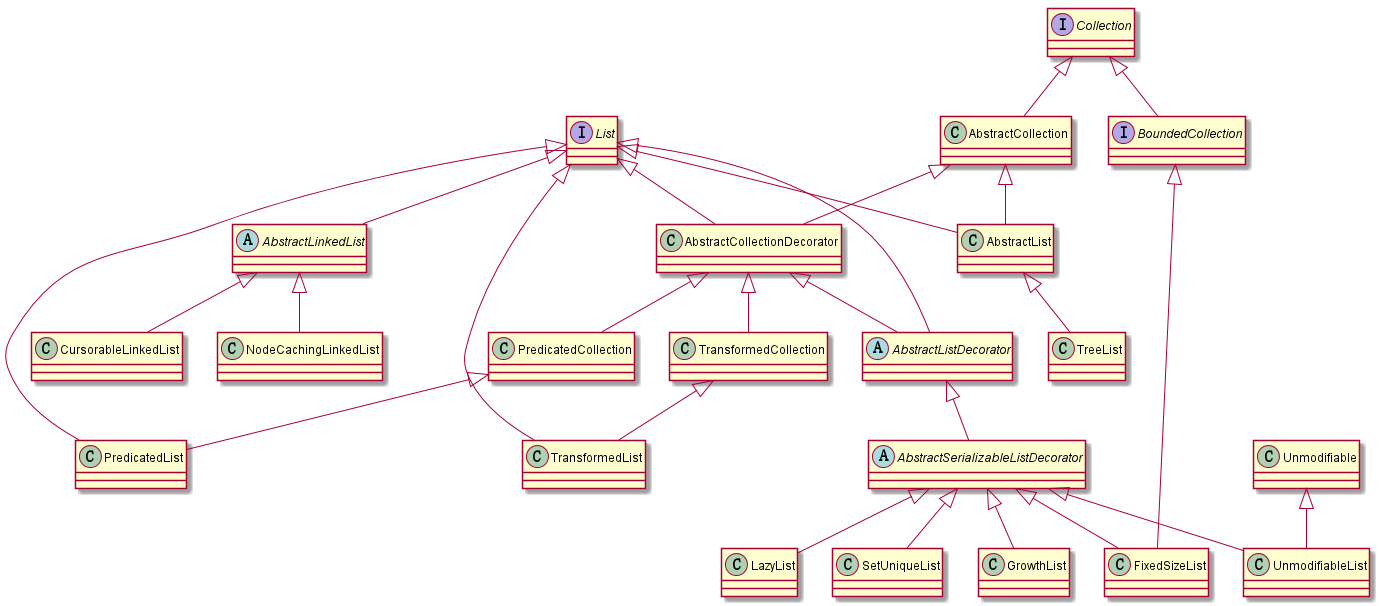 I Collection
I List
C AbstractCollection
I BoundedCollection
A AbstractLinkedList
C AbstractCollectionDecorator
C AbstractList
C CursorableLinkedList
C NodeCachingLinkedList
C PredicatedCollection
C TransformedCollection
A AbstractListDecorator
C TreeList
C PredicatedList
C TransformedList
A AbstractSerializableListDecorator
C Unmodifiable
C LazyList
C SetUniqueList
C GrowthList
C FixedSizeList
C UnmodifiableList